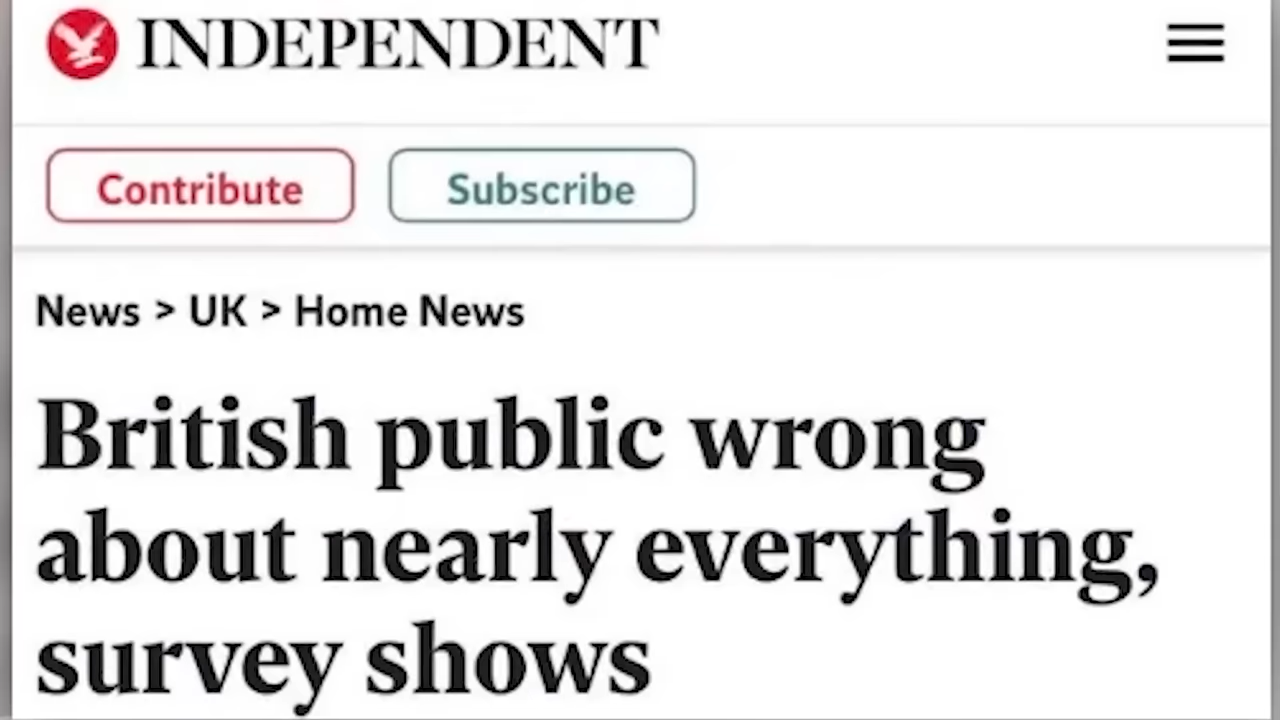 INDEPENDENT
Contribute Subscribe
News > UK > Home News
British public wrong
about nearly everything,
survey shows